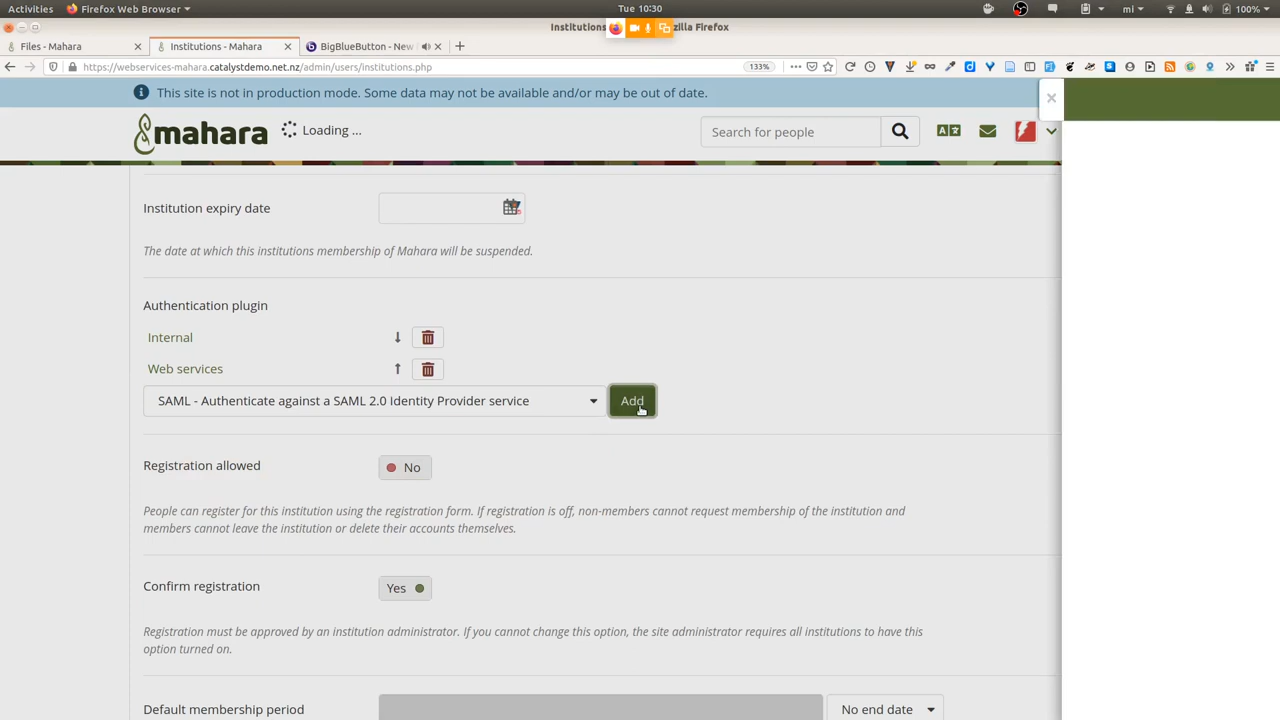 Activities
Firefox Web Browser
Tue 10:30
mi
100%
Institutions
zilla Firefox
Files - Mahara
Institutions - Mahara
BigBlueButton - New
https://webservices-mahara.catalystdemo.net.nz/admin/users/institutions.php
133%
This site is not in production mode. Some data may not be available and/or may be out of date.
mahara
Loading ...
Search for people
Institution expiry date
The date at which this institutions membership of Mahara will be suspended.
Authentication plugin
Internal
Web services
SAML - Authenticate against a SAML 2.0 Identity Provider service
Add
Registration allowed
No
People can register for this institution using the registration form. If registration is off, non-members cannot request membership of the institution and
members cannot leave the institution or delete their accounts themselves.
Confirm registration
Yes
Registration must be approved by an institution administrator. If you cannot change this option, the site administrator requires all institutions to have this
option turned on.
Default membership period
No end date